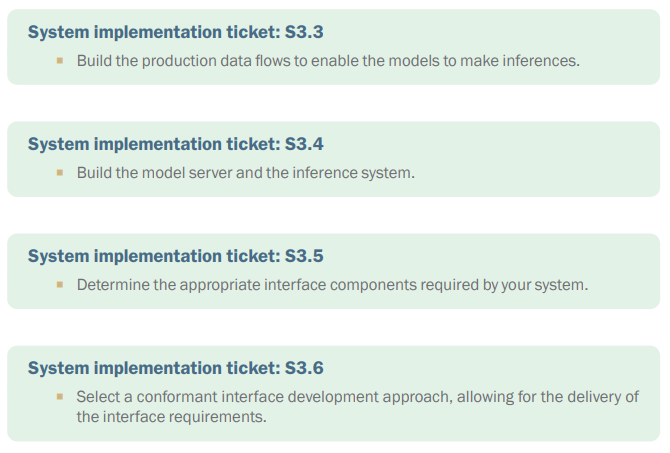 System implementation ticket: S3.3
Build the production data flows to enable the models to make inferences.
System implementation ticket: S3.4
Build the model server and the inference system.
System implementation ticket: S3.5
Determine the appropriate interface components required by your system.
System implementation ticket: S3.6
Select a conformant interface development approach, allowing for the delivery of
the interface requirements.